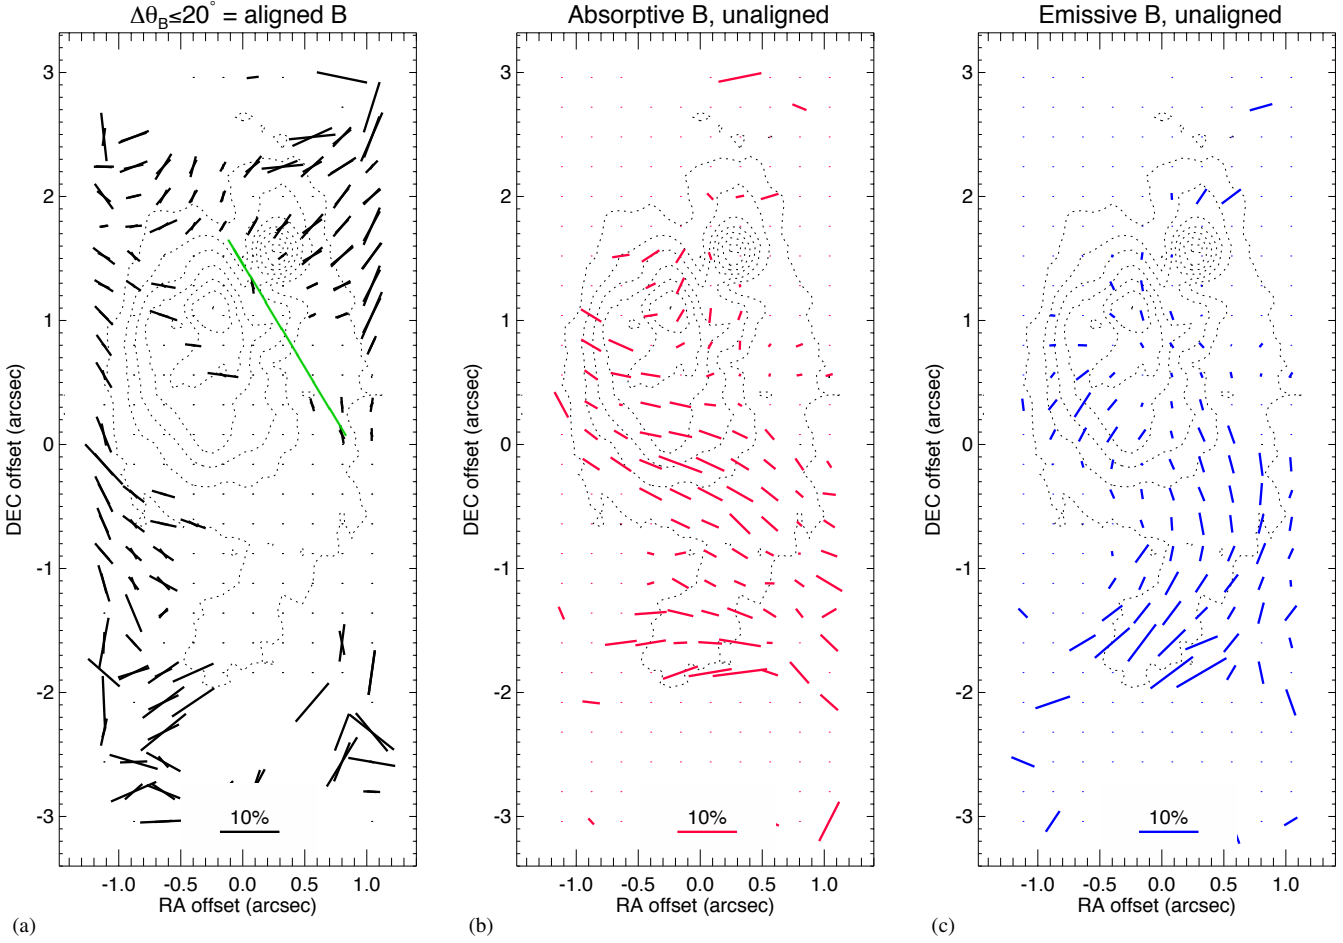 Δθ_B≤20° = aligned B
Absorptive B, unaligned
Emissive B, unaligned
DEC offset (arcsec)
3
2
1
0
-1
-2
-3
10%
-1.0 -0.5 0.0 0.5 1.0
RA offset (arcsec)
(a)
DEC offset (arcsec)
3
2
1
0
-1
-2
-3
10%
-1.0 -0.5 0.0 0.5 1.0
RA offset (arcsec)
(b)
DEC offset (arcsec)
3
2
1
0
-1
-2
-3
10%
-1.0 -0.5 0.0 0.5 1.0
RA offset (arcsec)
(c)